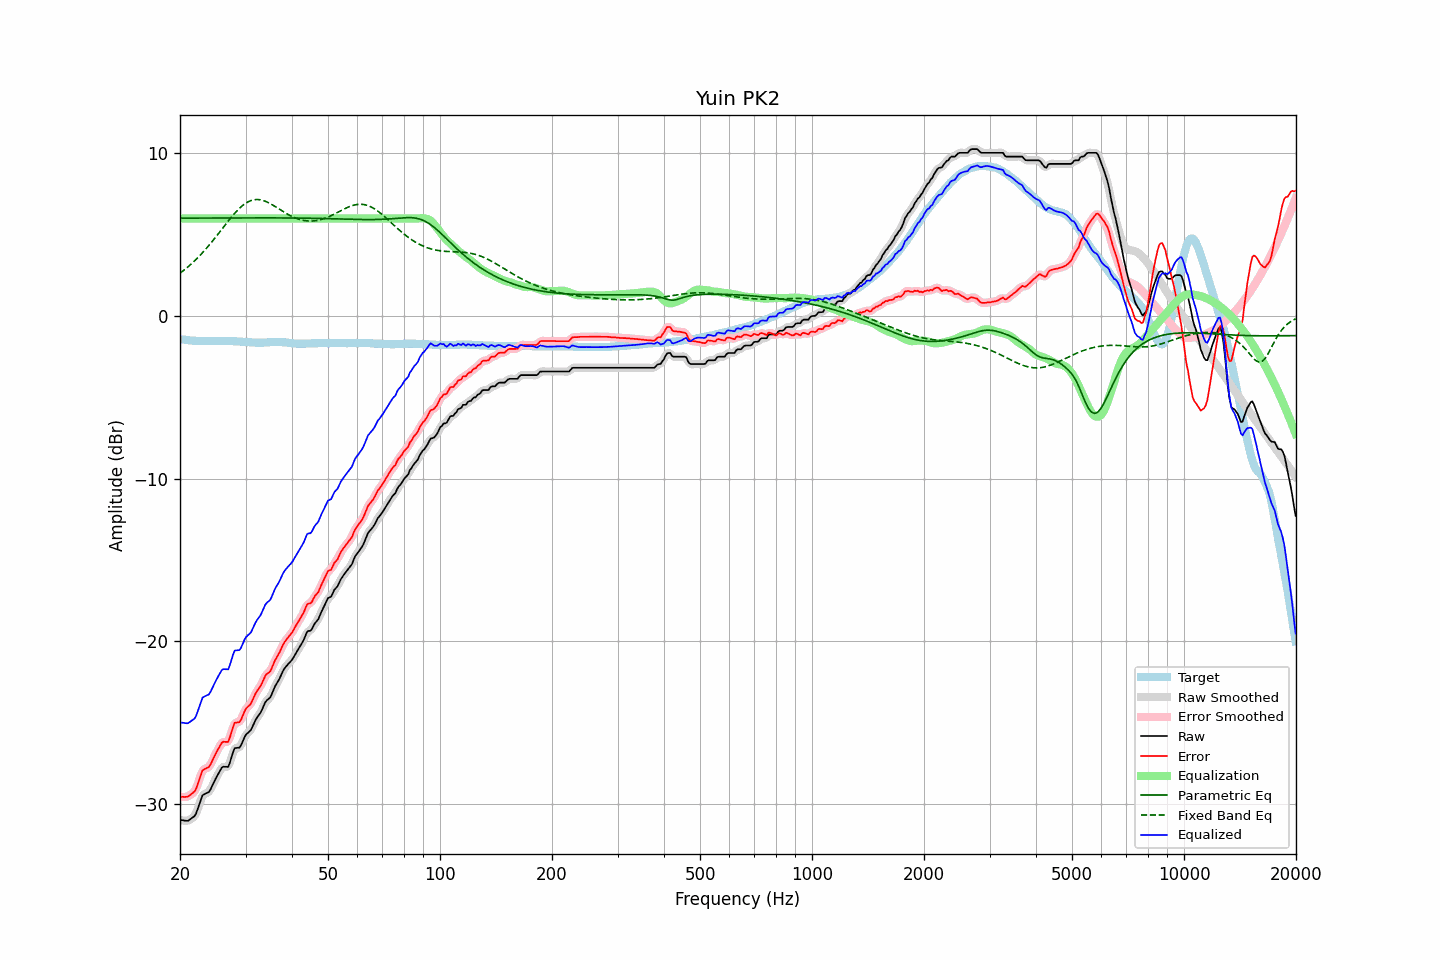 Yuin PK2
10
0
−10
−20
−30
Amplitude (dBr)
20
50
100
200
500
1000
2000
5000
10000
20000
Frequency (Hz)
Target
Raw Smoothed
Error Smoothed
Raw
Error
Equalization
Parametric Eq
Fixed Band Eq
Equalized